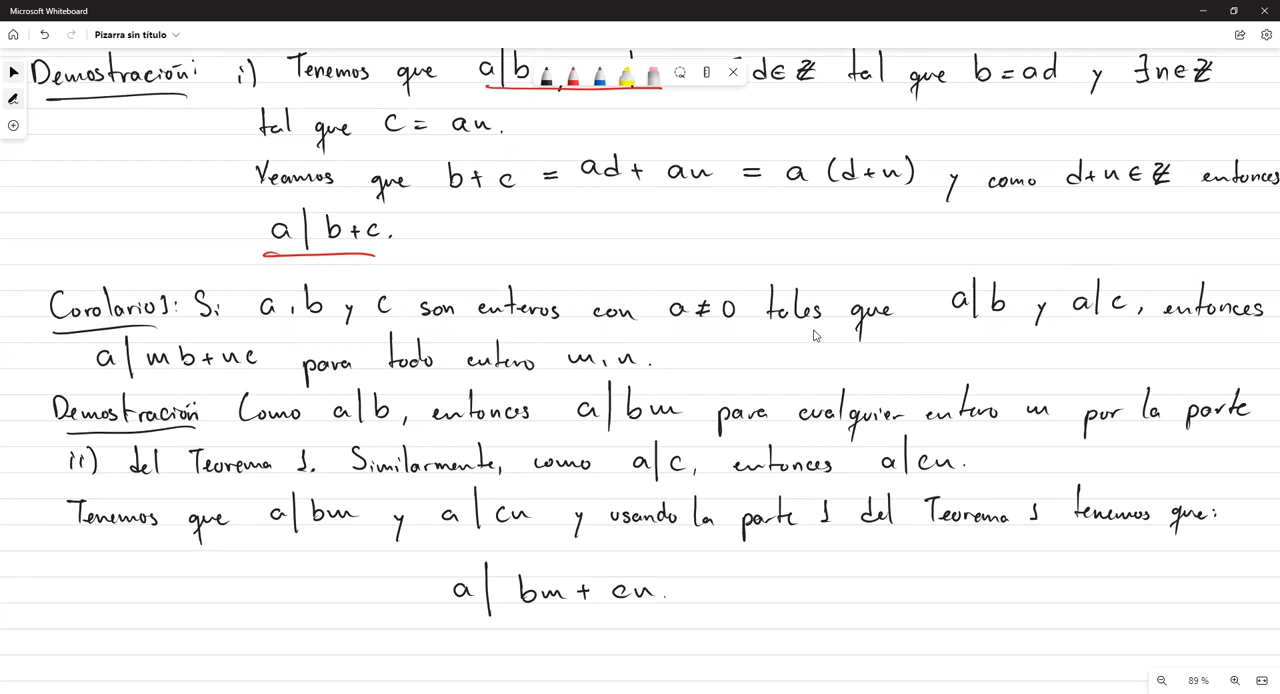 Microsoft Whiteboard
Pizarra sin título
Demostración: i) Tenemos que a|b, d∈ℤ tal que b=ad y ∃n∈ℤ
tal que c = an.
Veamos que b+c = ad+ an = a (d+n) y como d+n∈ℤ entonces
a| b+c.
Corolario1: Si a, b y c son enteros con a≠0 tales que a|b y a|c, entonces
a| mb+nc para todo entero m, n.
Demostración Como a|b, entonces a|bm para cualquier entero m por la parte
ii) del Teorema 1. Similarmente, como a|c, entonces a|cn.
Tenemos que a|bm y a|cn y usando la parte 1 del Teorema 1 tenemos que:
a| bm + cn.
89 %